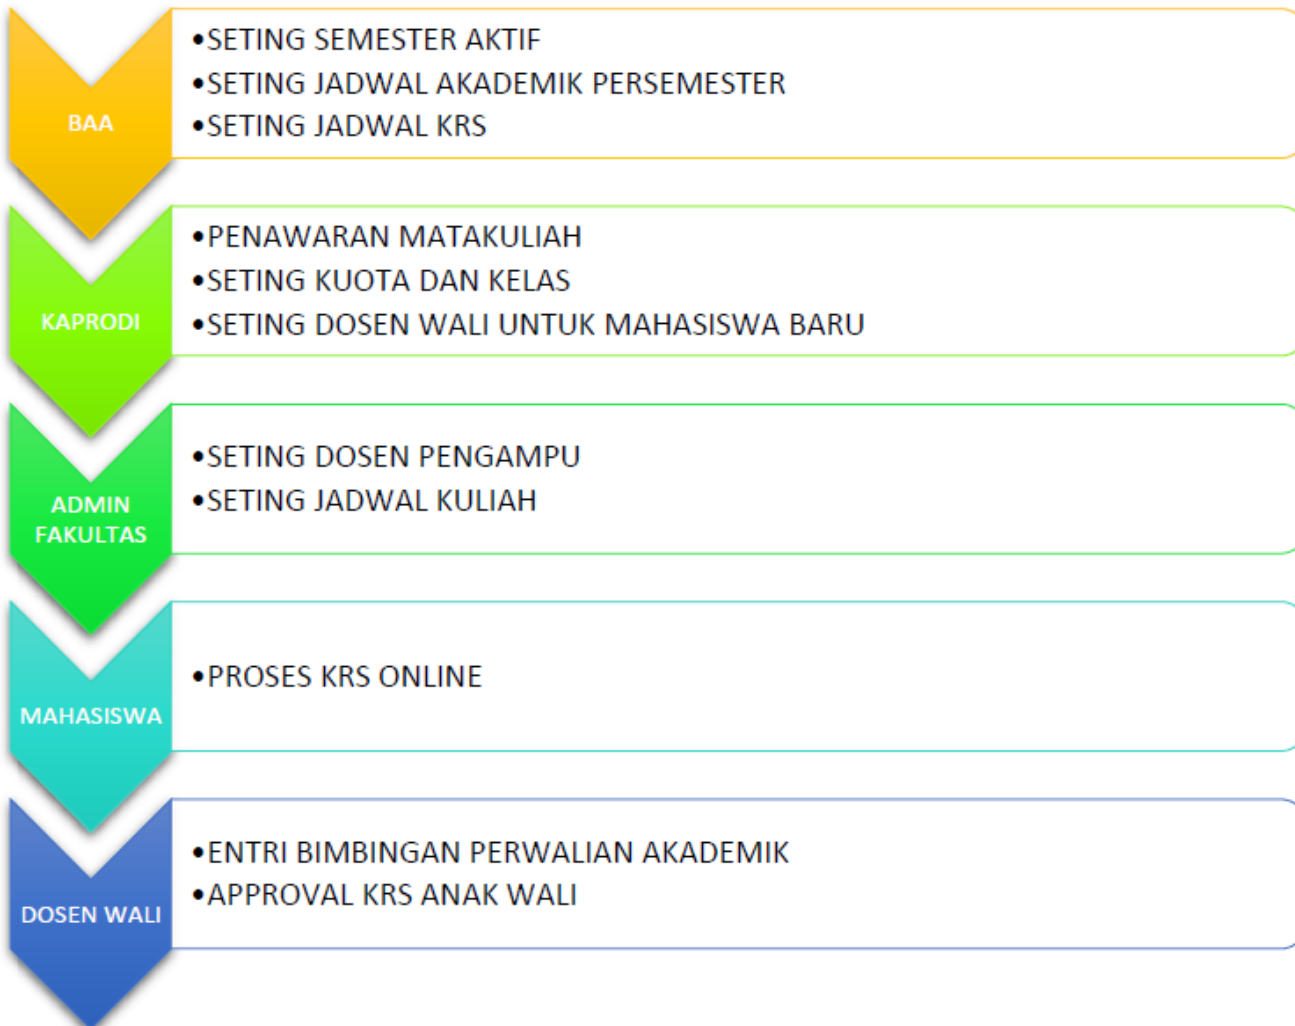 BAA
•SETING SEMESTER AKTIF
•SETING JADWAL AKADEMIK PERSEMESTER
•SETING JADWAL KRS
KAPRODI
•PENAWARAN MATAKULIAH
•SETING KUOTA DAN KELAS
•SETING DOSEN WALI UNTUK MAHASISWA BARU
ADMIN
FAKULTAS
•SETING DOSEN PENGAMPU
•SETING JADWAL KULIAH
MAHASISWA
•PROSES KRS ONLINE
DOSEN WALI
•ENTRI BIMBINGAN PERWALIAN AKADEMIK
•APPROVAL KRS ANAK WALI